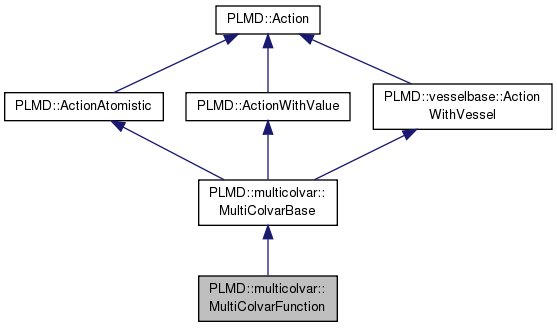 PLMD::Action
PLMD::ActionAtomistic
PLMD::ActionWithValue
PLMD::vesselbase::Action
WithVessel
PLMD::multicolvar::
MultiColvarBase
PLMD::multicolvar::
MultiColvarFunction